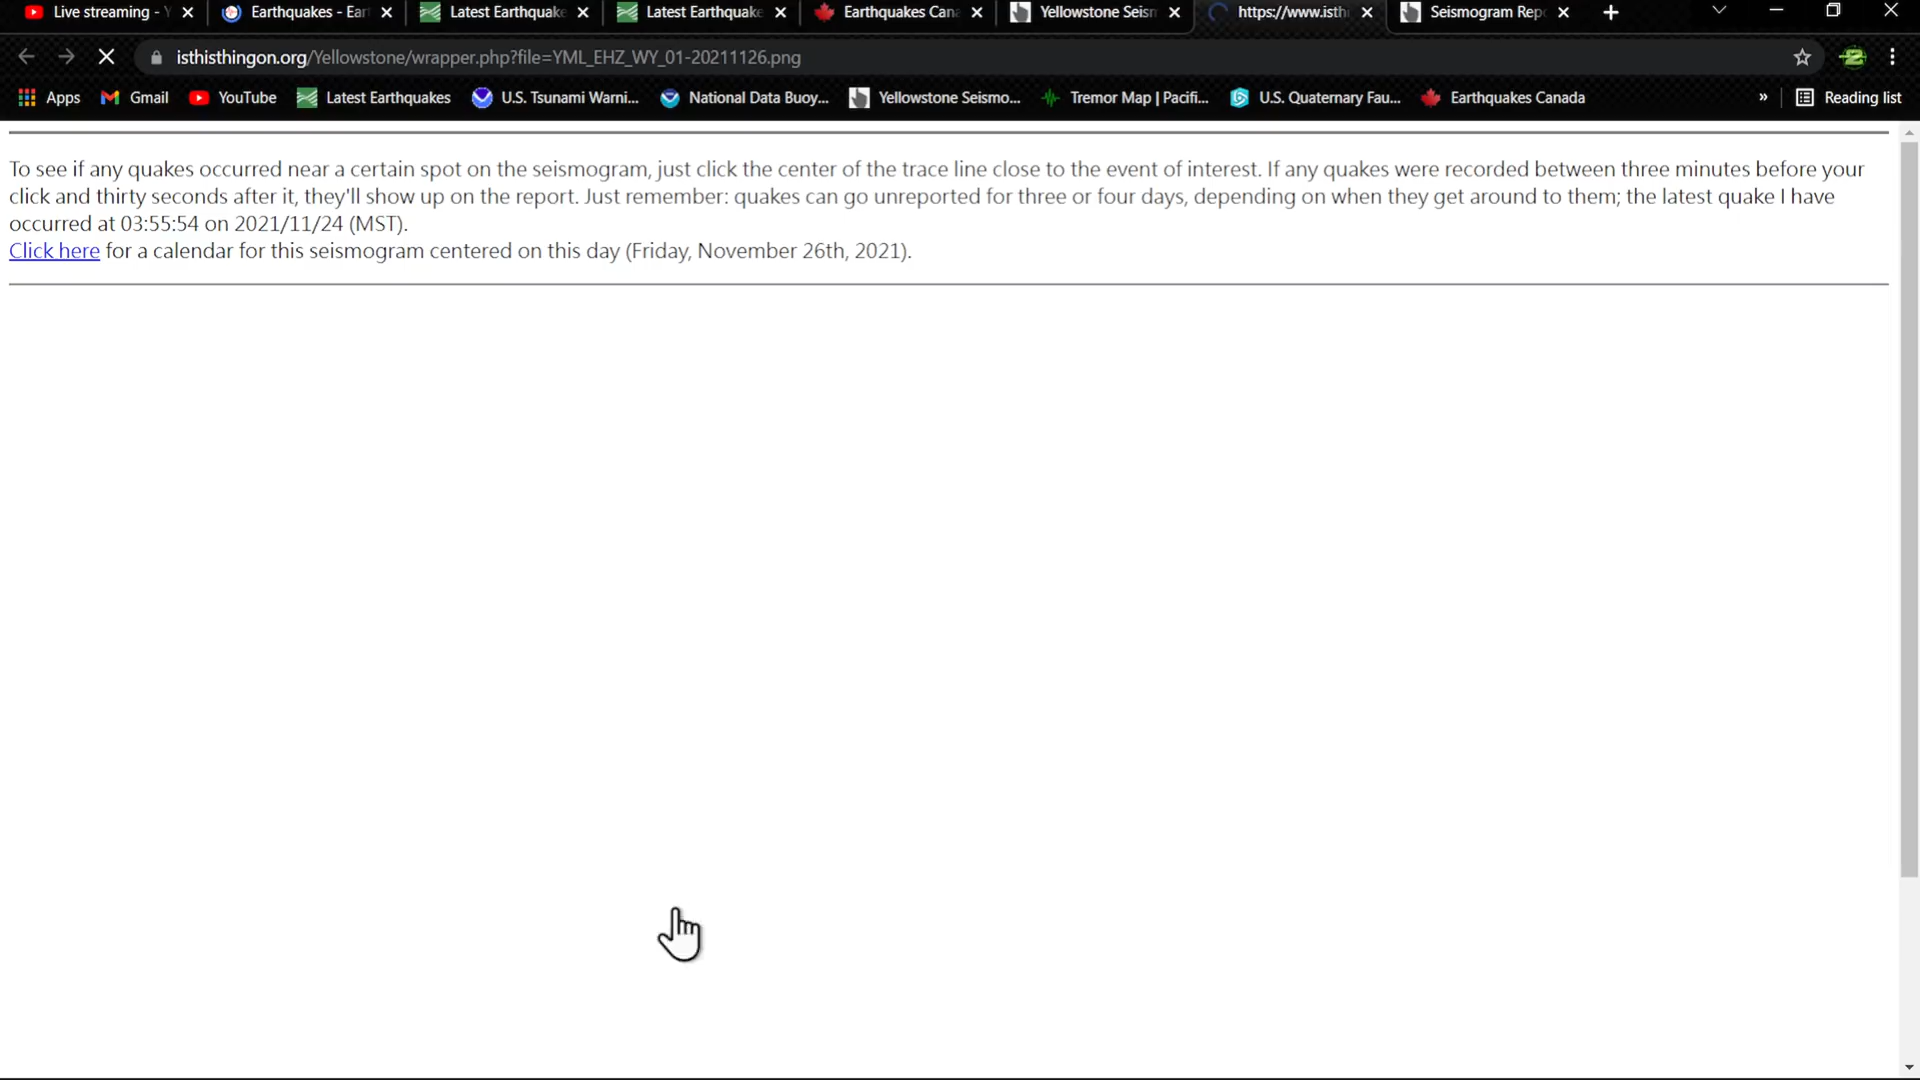 Live streaming - Y
Earthquakes - Ear
Latest Earthquake
Latest Earthquake
Earthquakes Cana
Yellowstone Seism
https://www.isthi
Seismogram Repo
isthisthingon.org/Yellowstone/wrapper.php?file=YML_EHZ_WY_01-20211126.png
Apps
Gmail
YouTube
Latest Earthquakes
U.S. Tsunami Warni...
National Data Buoy...
Yellowstone Seismo...
Tremor Map | Pacifi...
U.S. Quaternary Fau...
Earthquakes Canada
»
Reading list
To see if any quakes occurred near a certain spot on the seismogram, just click the center of the trace line close to the event of interest. If any quakes were recorded between three minutes before your
click and thirty seconds after it, they'll show up on the report. Just remember: quakes can go unreported for three or four days, depending on when they get around to them; the latest quake I have
occurred at 03:55:54 on 2021/11/24 (MST).
Click here for a calendar for this seismogram centered on this day (Friday, November 26th, 2021).